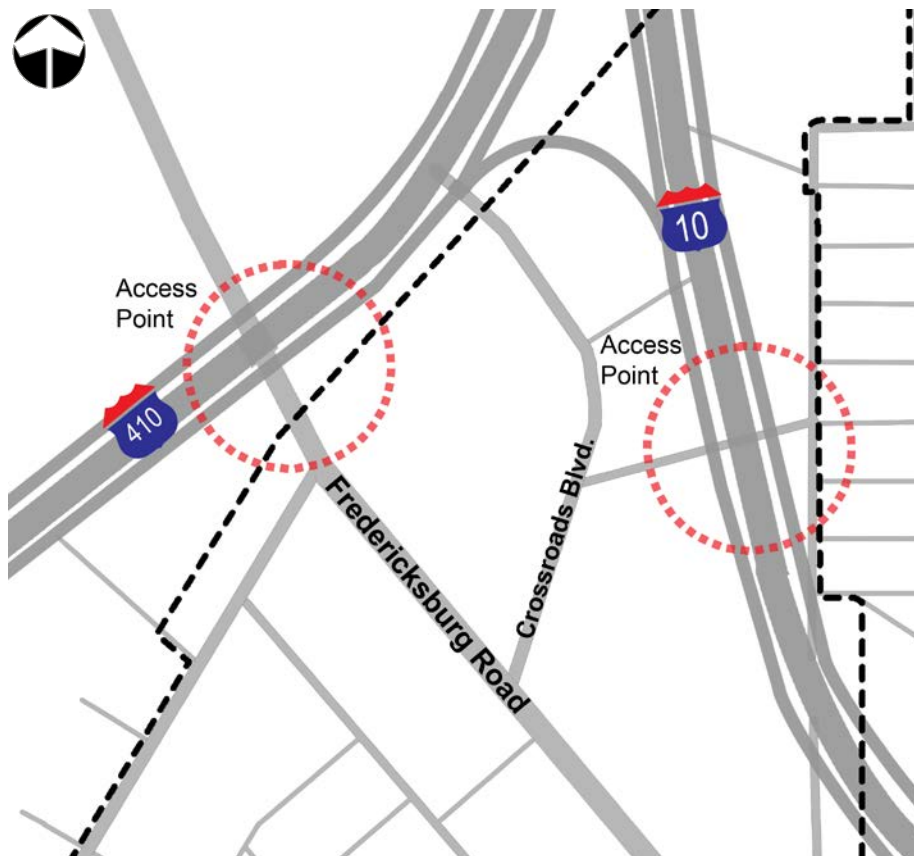 10
Access
Point
Access
Point
410
Fredericksburg Road
Crossroads Blvd.